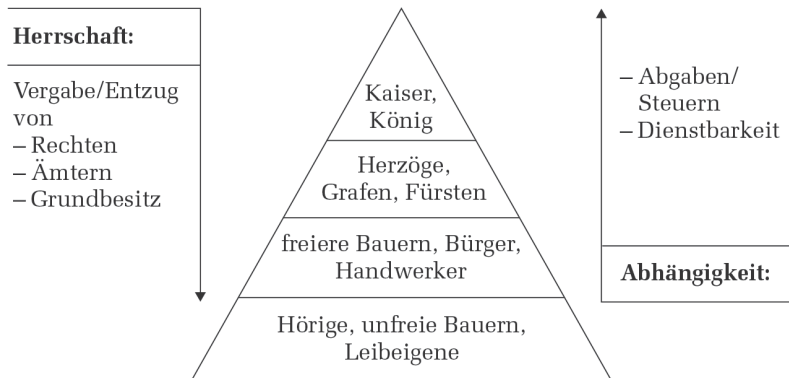 Herrschaft:
Vergabe/Entzug
von
– Rechten
– Ämtern
– Grundbesitz
Kaiser,
König
Herzöge,
Grafen, Fürsten
freiere Bauern, Bürger,
Handwerker
Hörige, unfreie Bauern,
Leibeigene
– Abgaben/
Steuern
– Dienstbarkeit
Abhängigkeit: